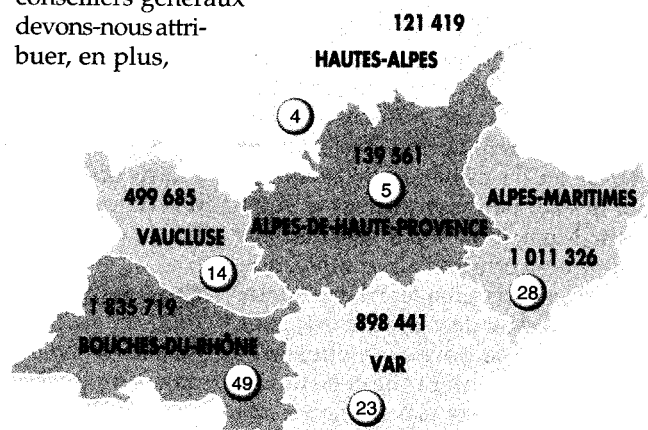 conseillers généraux
devons-nous attri-
buer, en plus,
121 419
HAUTES-ALPES
4
139 561
5
ALPES-DE-HAUTE-PROVENCE
499 685
VAUCLUSE
14
ALPES-MARITIMES
1 011 326
28
1 835 719
BOUCHES-DU-RHÔNE
49
898 441
VAR
23